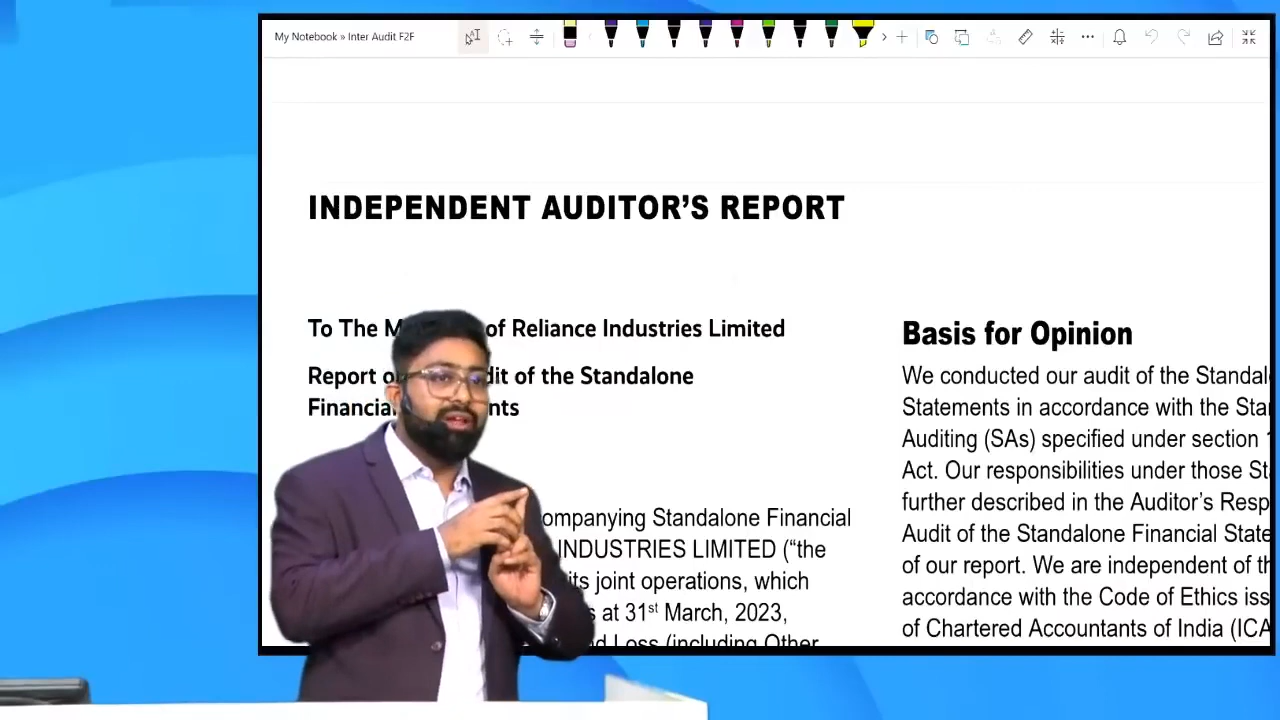 My Notebook » Inter Audit F2F
INDEPENDENT AUDITOR'S REPORT
To The of Reliance Industries Limited
Report of the Standalone
Financial
ompanying Standalone Financial
INDUSTRIES LIMITED (“the
its joint operations, which
at 31st March, 2023,
Loss (including Other
Basis for Opinion
We conducted our audit of the Standal
Statements in accordance with the Sta
Auditing (SAs) specified under section
Act. Our responsibilities under those St
further described in the Auditor's Resp
Audit of the Standalone Financial State
of our report. We are independent of th
accordance with the Code of Ethics iss
of Chartered Accountants of India (ICA